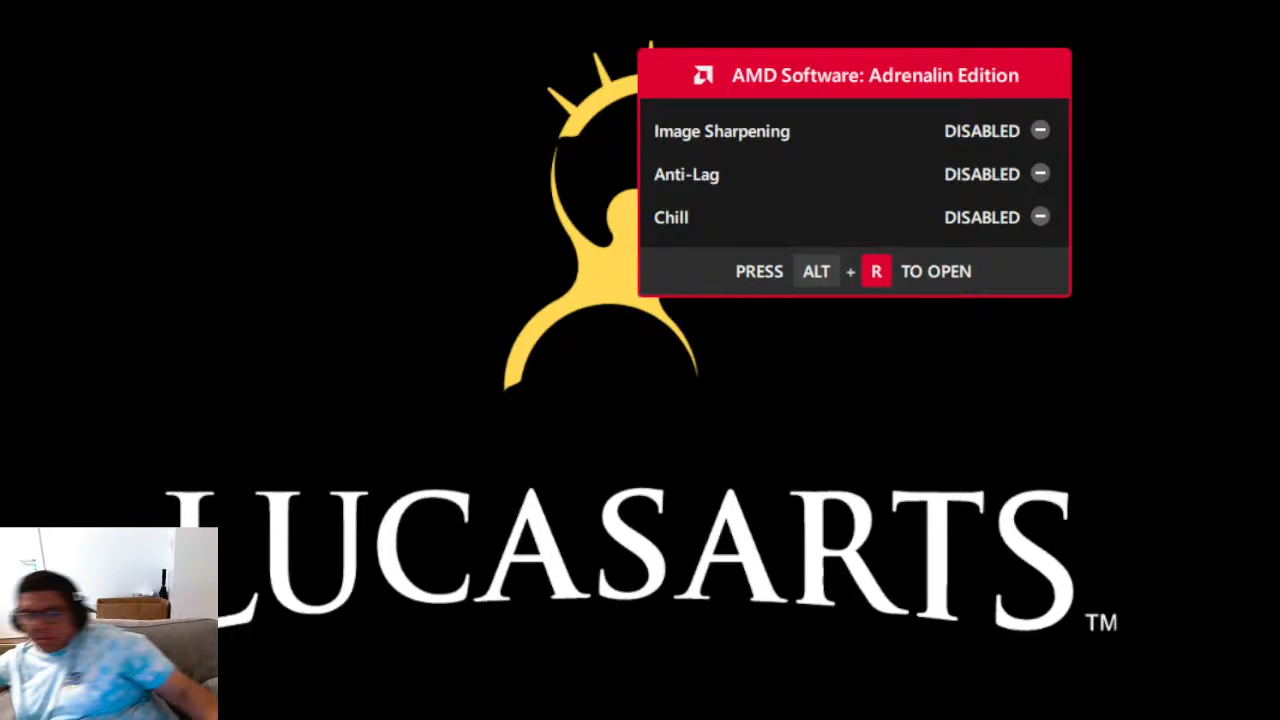 AMD Software: Adrenalin Edition
Image Sharpening DISABLED
Anti-Lag DISABLED
Chill DISABLED
PRESS ALT + R TO OPEN
LUCASARTS TM